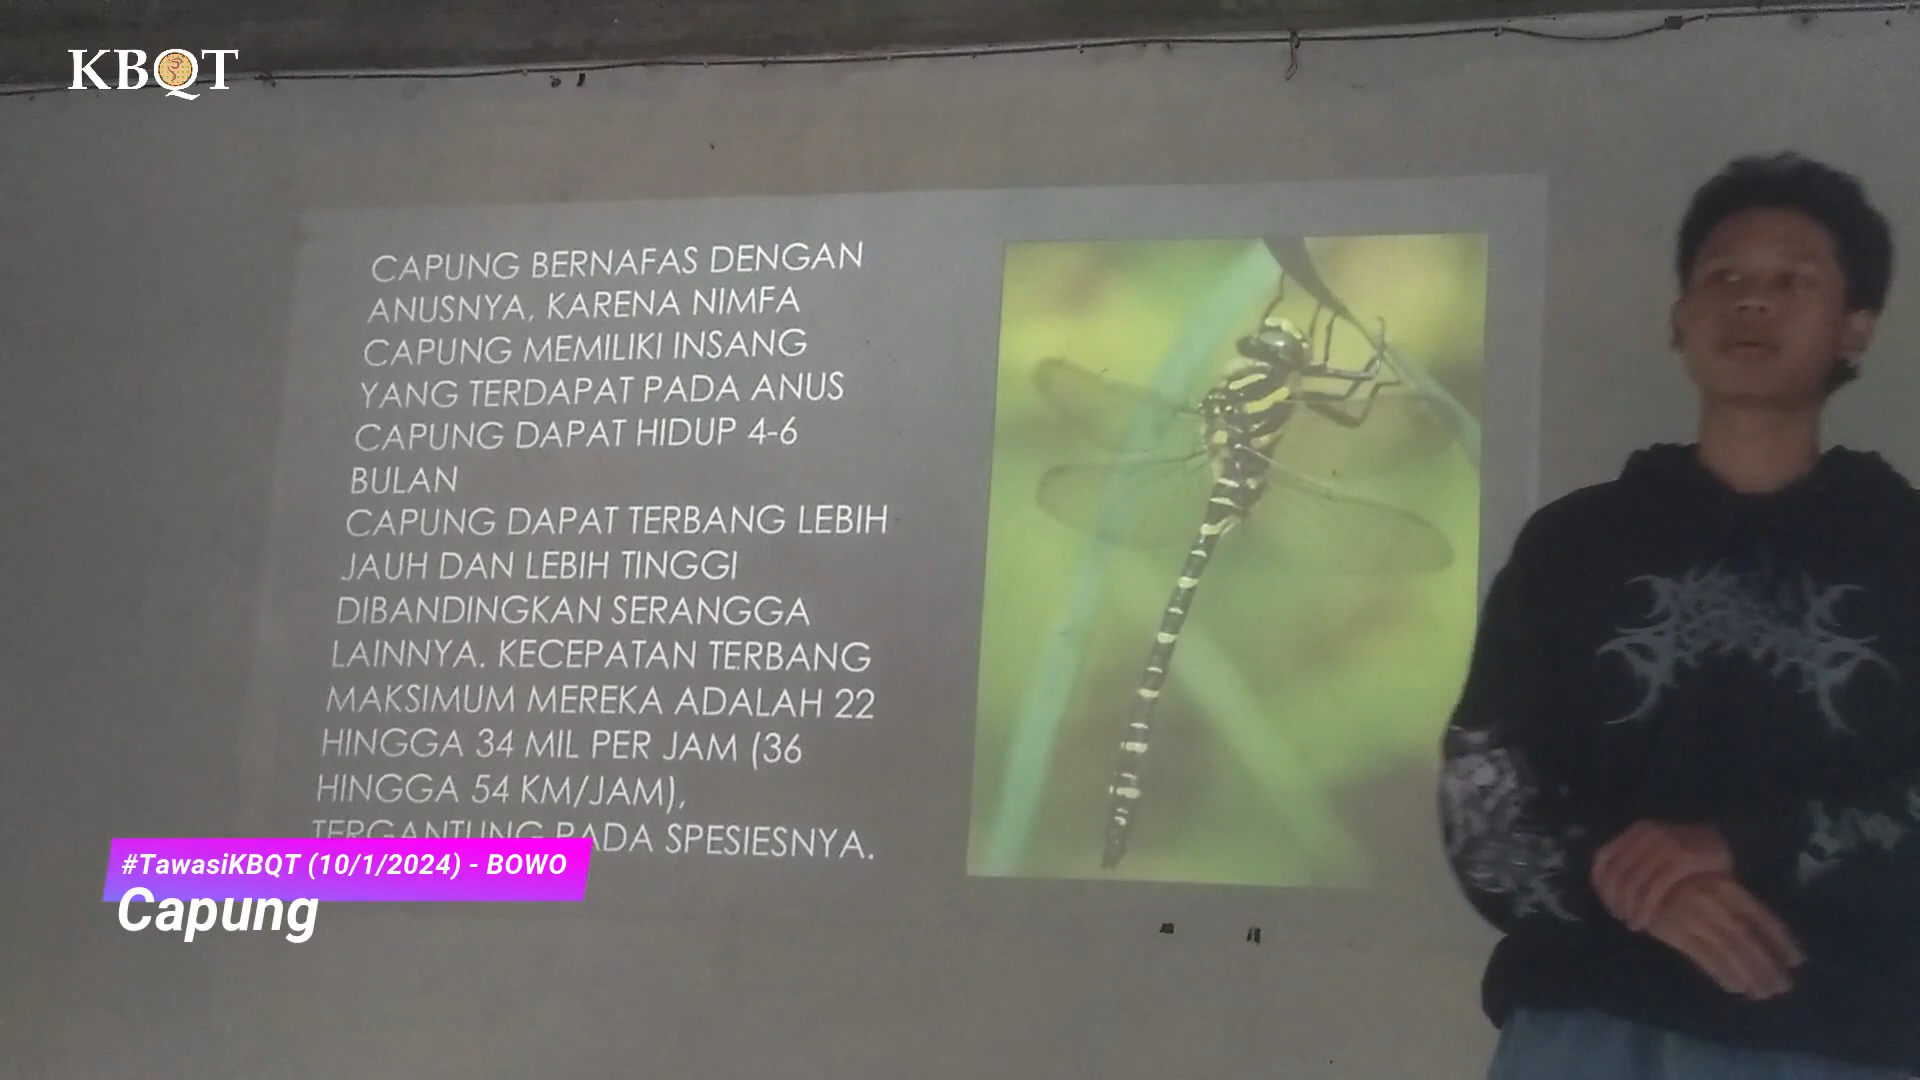 KBQT
CAPUNG BERNAFAS DENGAN
ANUSNYA, KARENA NIMFA
CAPUNG MEMILIKI INSANG
YANG TERDAPAT PADA ANUS
CAPUNG DAPAT HIDUP 4-6
BULAN
CAPUNG DAPAT TERBANG LEBIH
JAUH DAN LEBIH TINGGI
DIBANDINGKAN SERANGGA
LAINNYA. KECEPATAN TERBANG
MAKSIMUM MEREKA ADALAH 22
HINGGA 34 MIL PER JAM (36
HINGGA 54 KM/JAM),
TERGANTUNG PADA SPESIESNYA.
#TawasiKBQT (10/1/2024) - BOWO
Capung